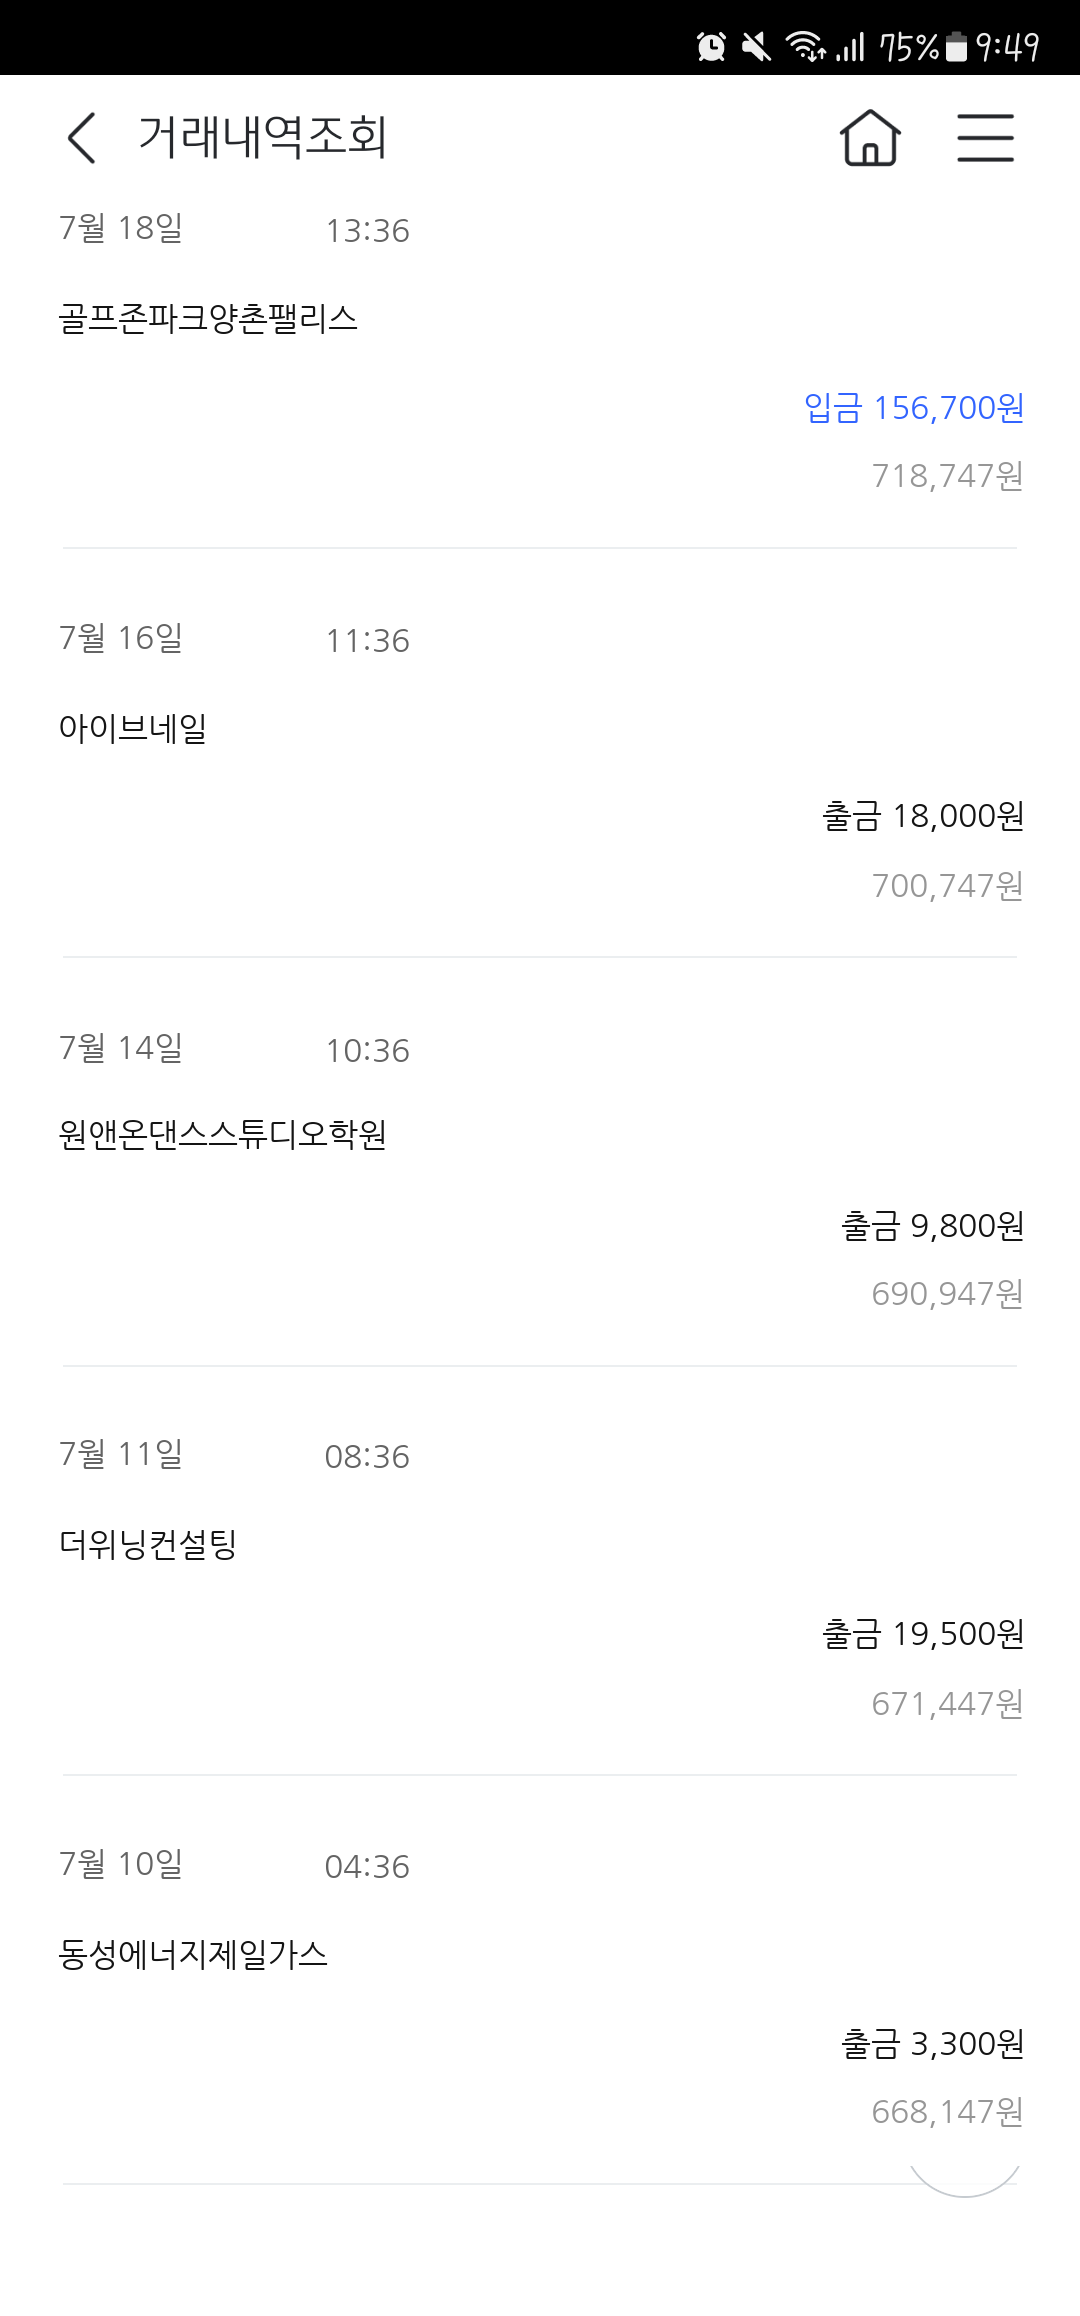 75% 9:49
거래내역조회
7월 18일 13:36
골프존파크양촌팰리스
입금 156,700원
718,747원
7월 16일 11:36
아이브네일
출금 18,000원
700,747원
7월 14일 10:36
원앤온댄스스튜디오학원
출금 9,800원
690,947원
7월 11일 08:36
더위닝컨설팅
출금 19,500원
671,447원
7월 10일 04:36
동성에너지제일가스
출금 3,300원
668,147원